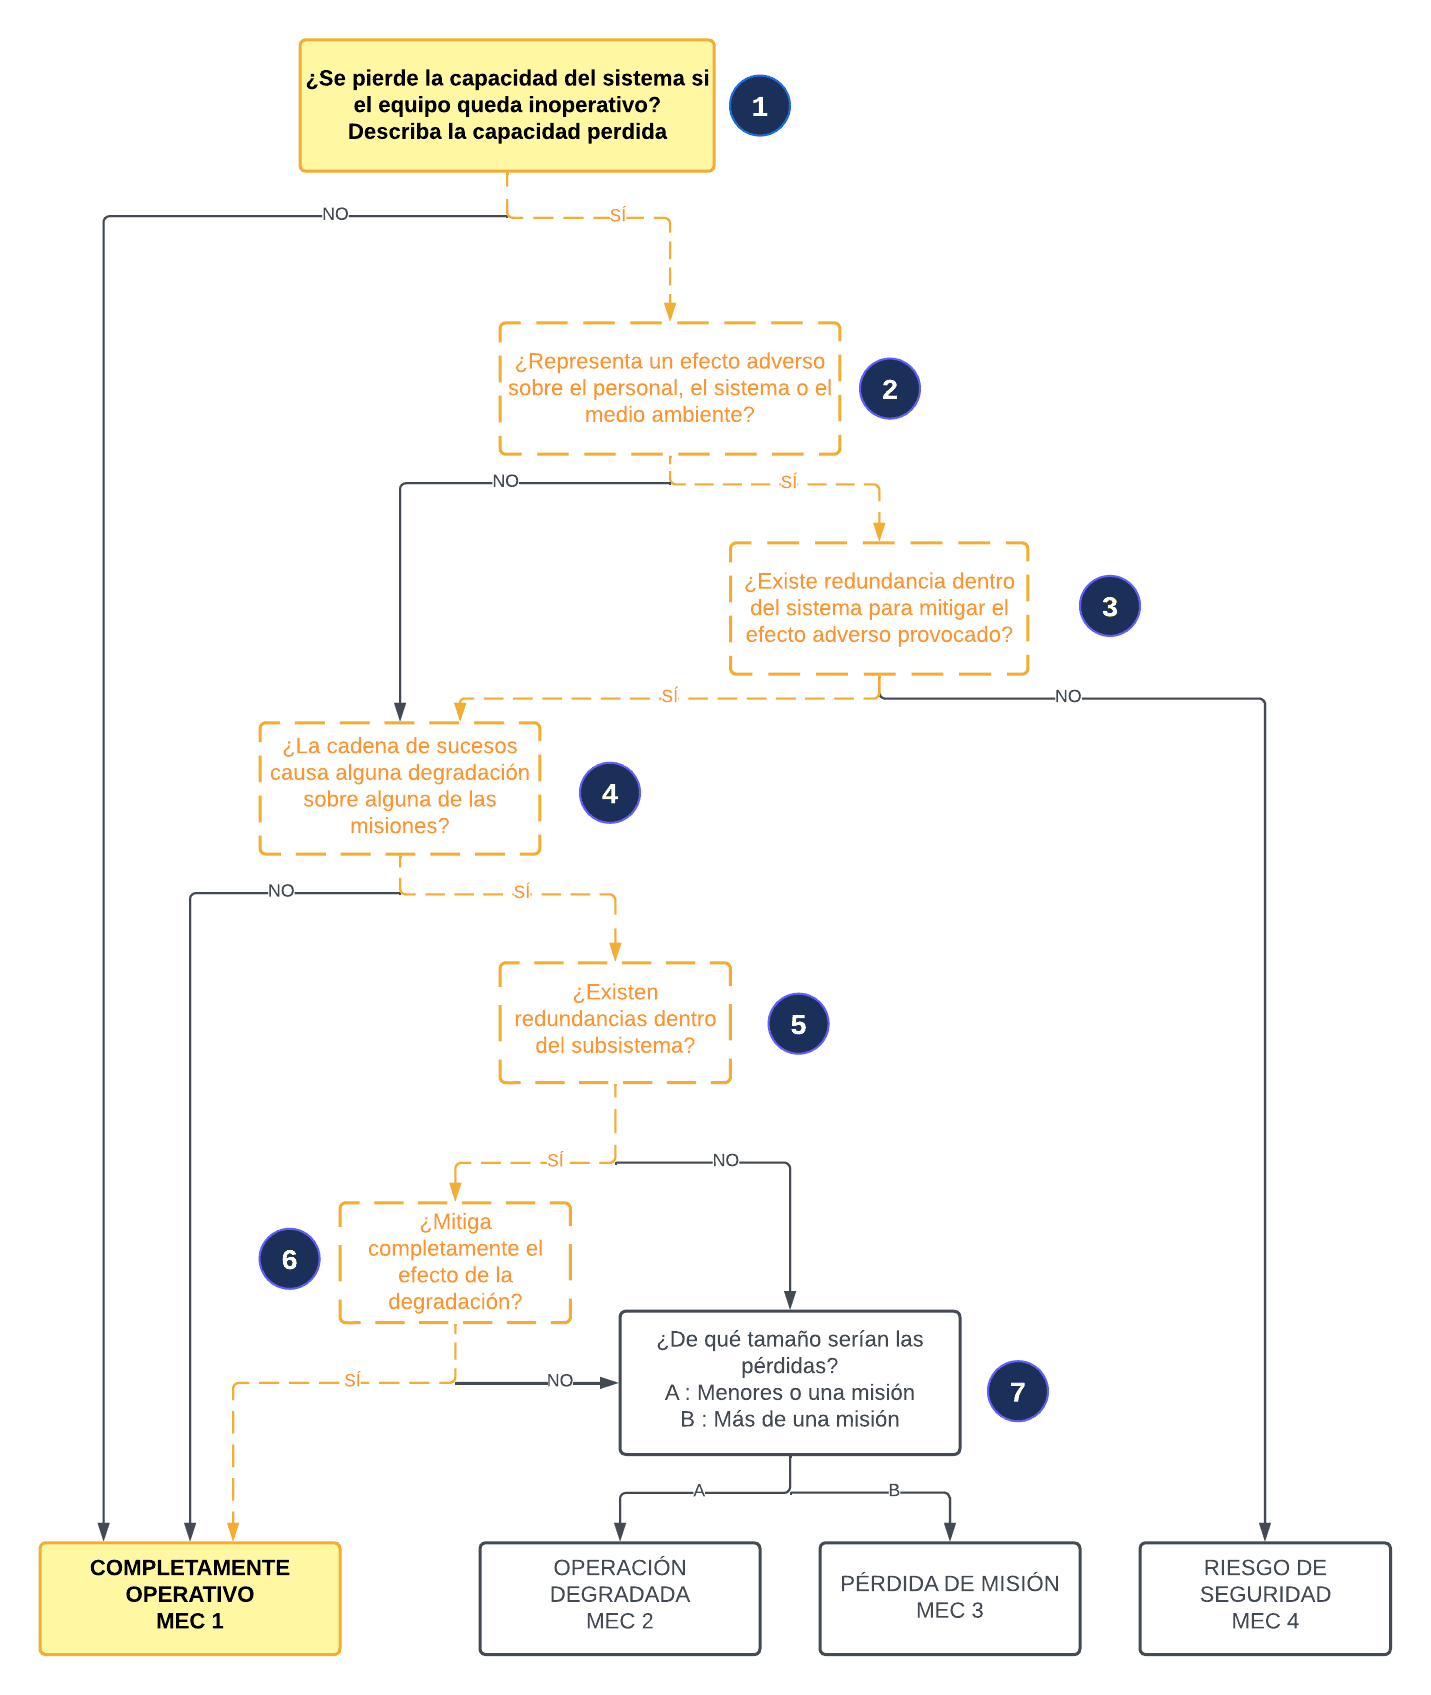 ¿Se pierde la capacidad del sistema si
el equipo queda inoperativo?
Describa la capacidad perdida
1
NO
SÍ
¿Representa un efecto adverso
sobre el personal, el sistema o el
medio ambiente?
2
NO
SÍ
¿Existe redundancia dentro
del sistema para mitigar el
efecto adverso provocado?
3
SÍ
NO
¿La cadena de sucesos
causa alguna degradación
sobre alguna de las
misiones?
4
NO
SÍ
¿Existen
redundancias dentro
del subsistema?
5
SÍ
NO
¿Mitiga
completamente el
efecto de la
degradación?
6
SÍ
NO
¿De qué tamaño serían las
pérdidas?
A : Menores o una misión
B : Más de una misión
7
A
B
COMPLETAMENTE
OPERATIVO
MEC 1
OPERACIÓN
DEGRADADA
MEC 2
PÉRDIDA DE MISIÓN
MEC 3
RIESGO DE
SEGURIDAD
MEC 4